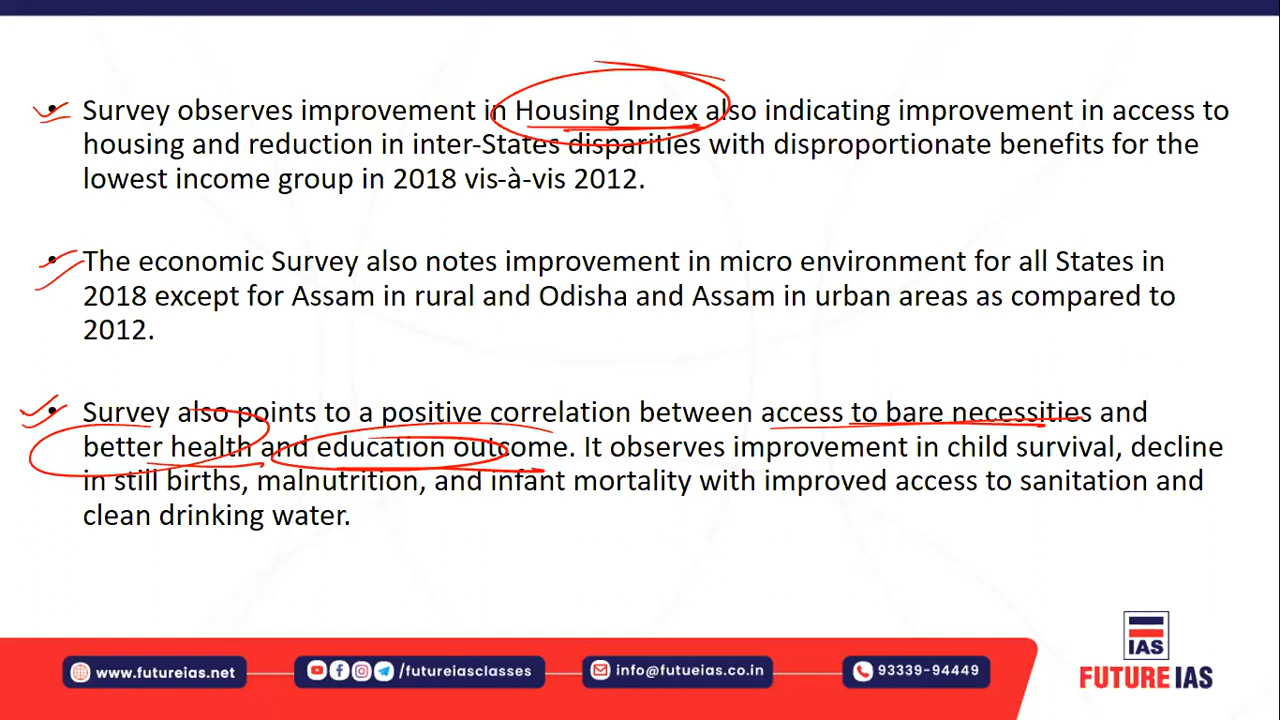 • Survey observes improvement in Housing Index also indicating improvement in access to
housing and reduction in inter-States disparities with disproportionate benefits for the
lowest income group in 2018 vis-à-vis 2012.
• The economic Survey also notes improvement in micro environment for all States in
2018 except for Assam in rural and Odisha and Assam in urban areas as compared to
2012.
• Survey also points to a positive correlation between access to bare necessities and
better health and education outcome. It observes improvement in child survival, decline
in still births, malnutrition, and infant mortality with improved access to sanitation and
clean drinking water.
www.futureias.net
/futureiasclasses
info@futueias.co.in
93339-94449
IAS
FUTURE IAS